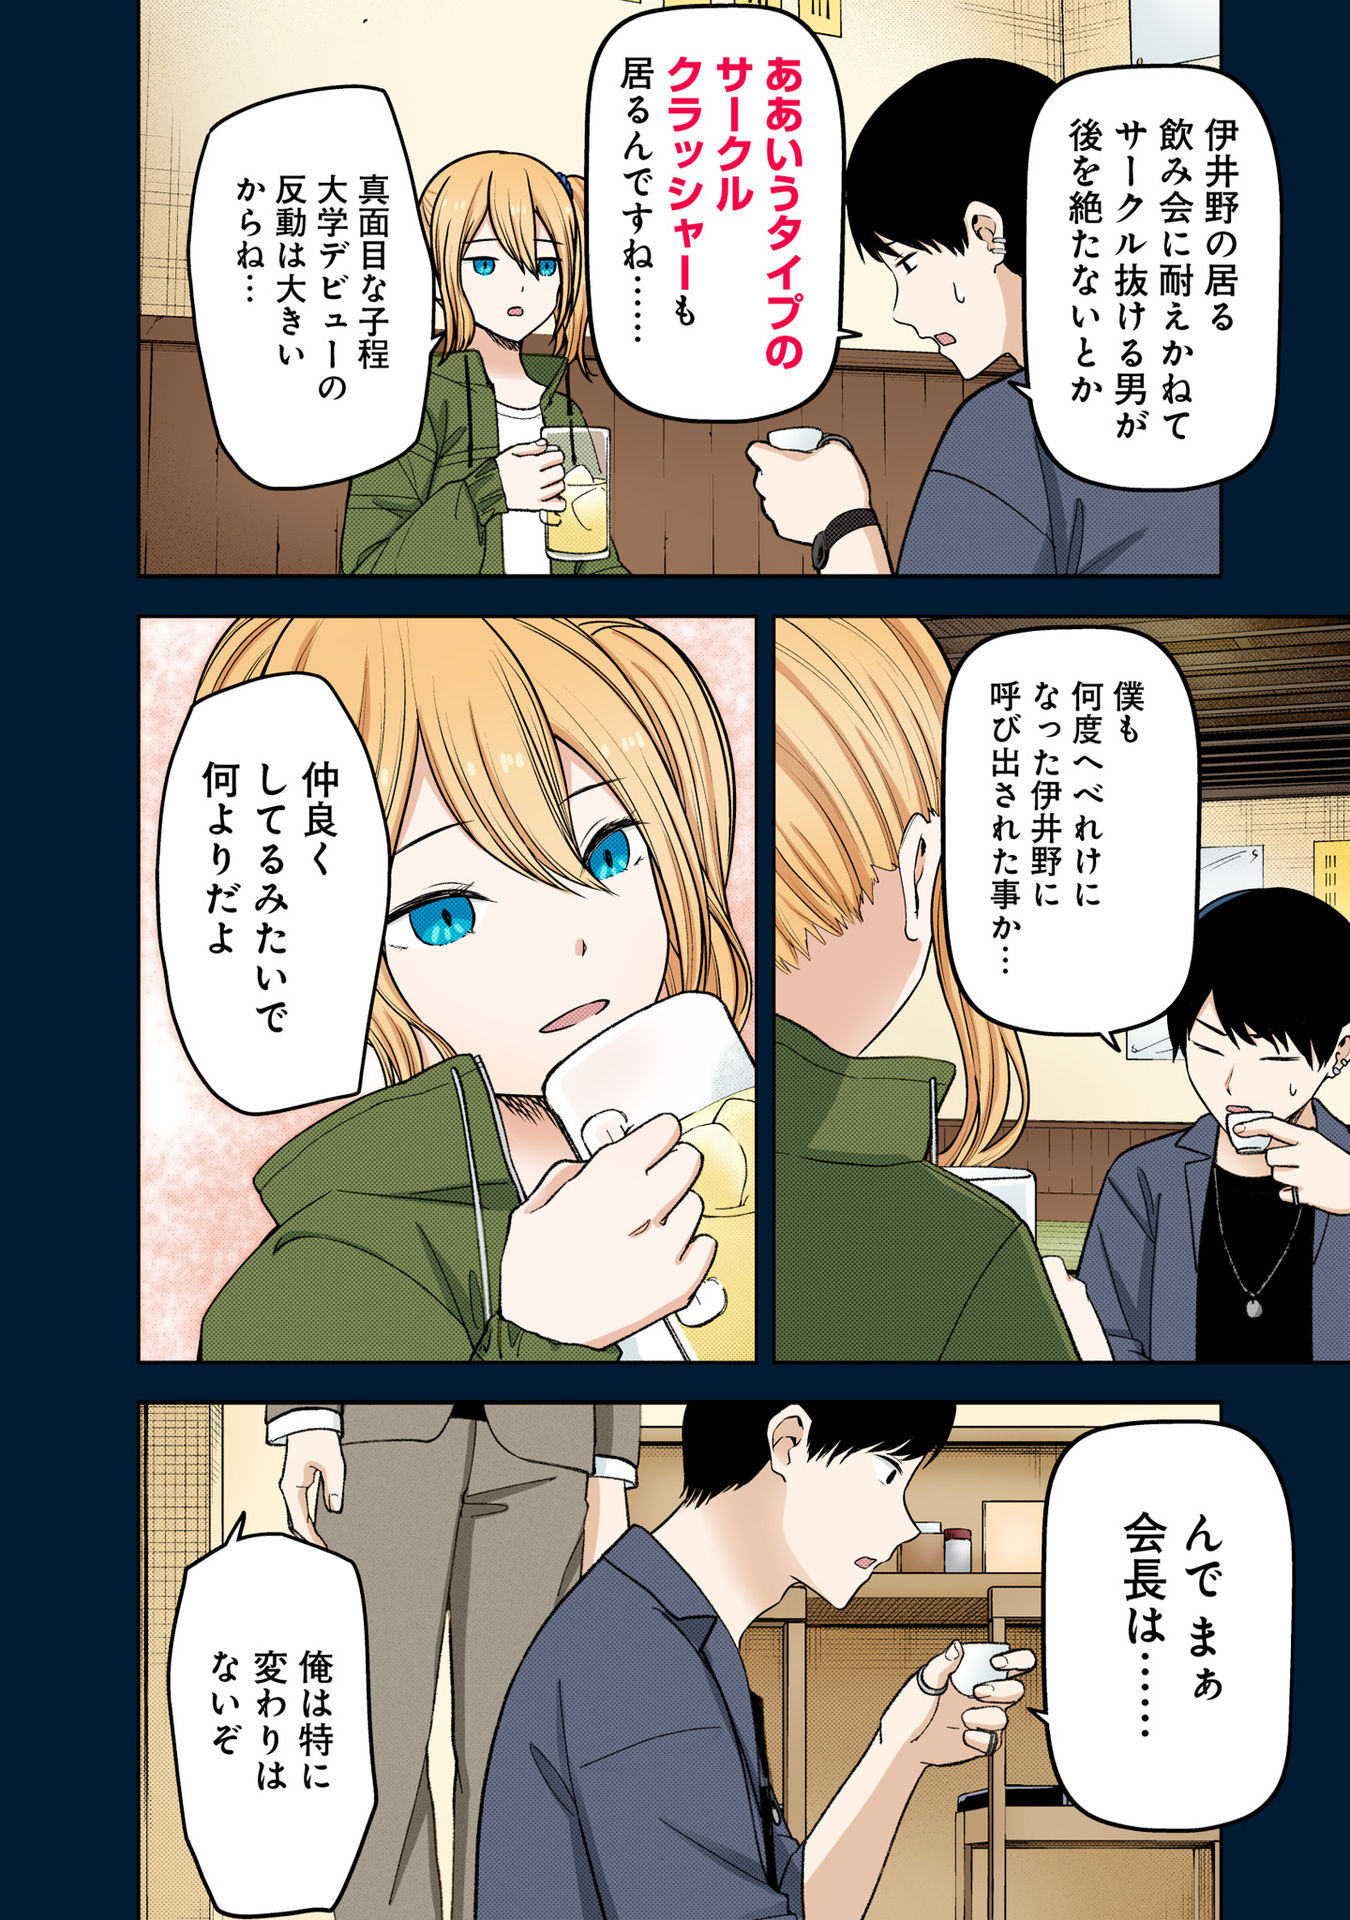 伊井野の居る
飲み会に耐えかねて
サークル抜ける男が
後を絶たないとか
ああいうタイプの
サークル
クラッシャーも
居るんですね……
真面目な子程
大学デビューの
反動は大きい
からね…
僕も
何度へべれけに
なった伊井野に
呼び出された事か…
仲良く
してるみたいで
何よりだよ
んでまぁ
会長は……
俺は特に
変わりは
ないぞ